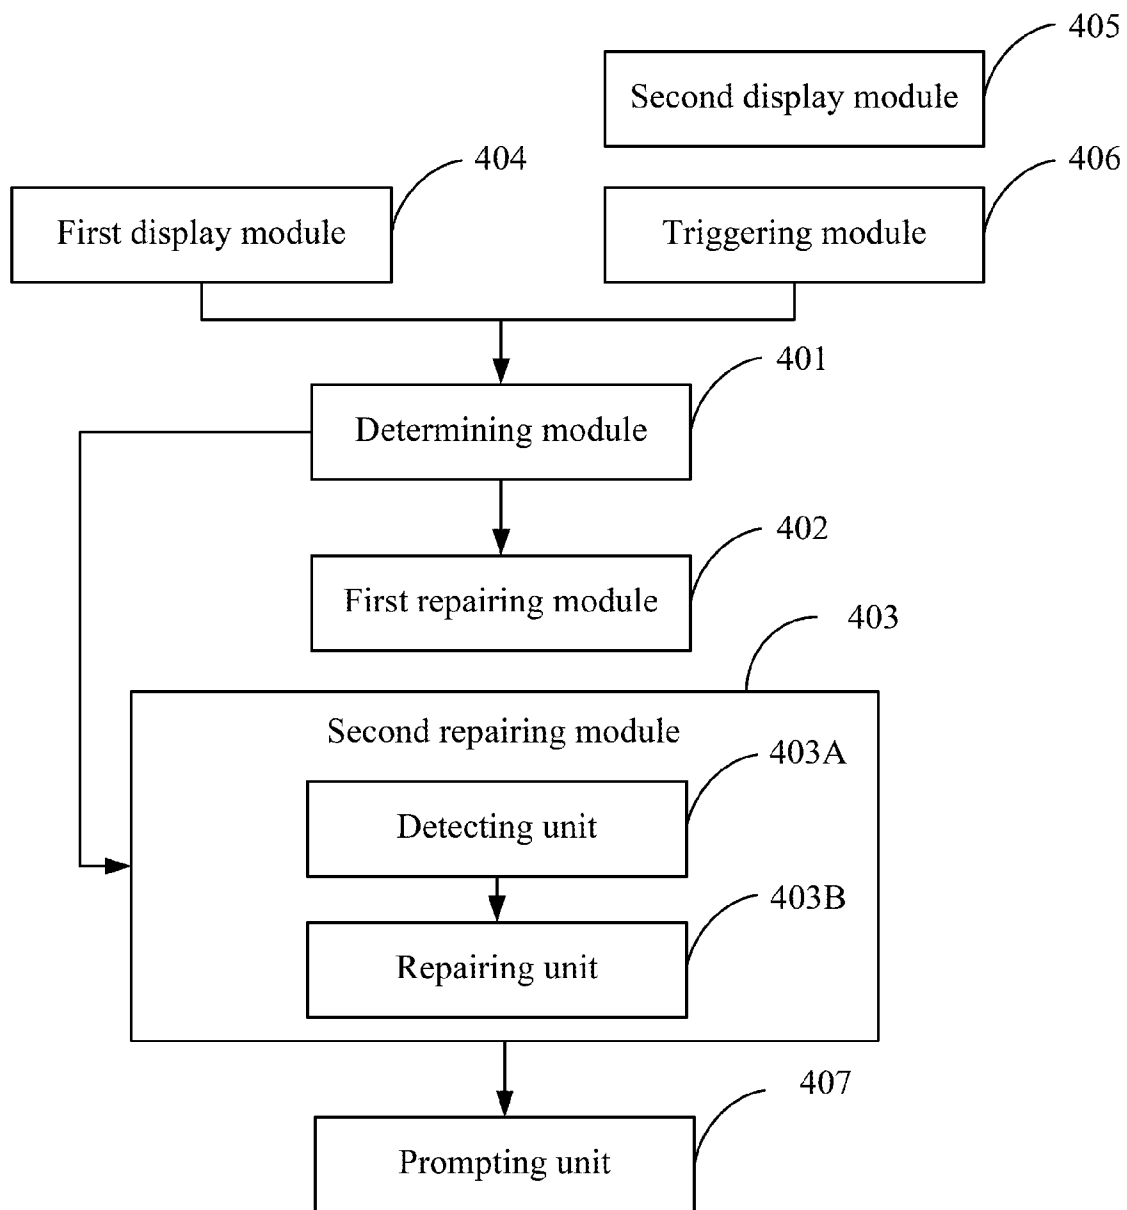 405
Second display module
404
406
First display module
Triggering module
401
Determining module
402
First repairing module
403
Second repairing module
403A
Detecting unit
403B
Repairing unit
407
Prompting unit